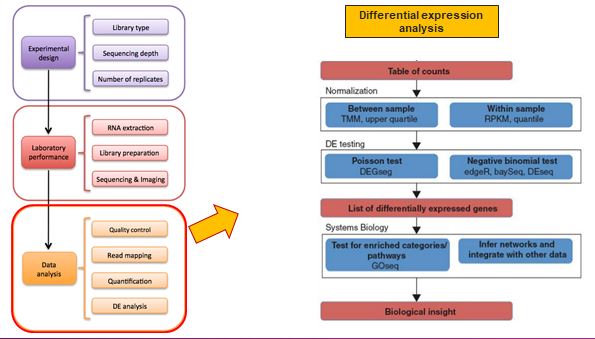 Experimental
design
Library type
Sequencing depth
Number of replicates
Laboratory
performance
RNA extraction
Library preparation
Sequencing & Imaging
Data
analysis
Quality control
Read mapping
Quantification
DE analysis
Differential expression
analysis
Table of counts
Normalization
Between sample
TMM, upper quartile
Within sample
RPKM, quantile
DE testing
Poisson test
DEGseg
Negative binomial test
edgeR, baySeq, DEseq
List of differentially expressed genes
Systems Biology
Test for enriched categories/
pathways
GOseq
Infer networks and
integrate with other data
Biological insight